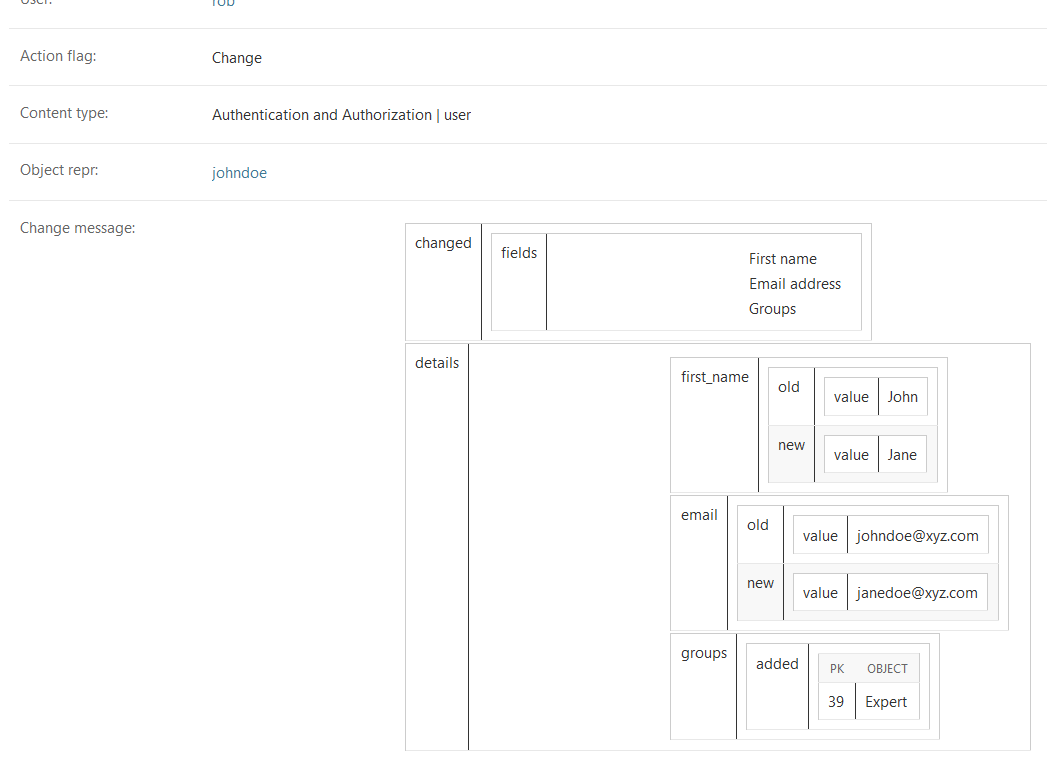 User:
rob
Action flag:
Change
Content type:
Authentication and Authorization | user
Object repr:
johndoe
Change message:
changed
fields
First name
Email address
Groups
details
first_name
old
value
John
new
value
Jane
email
old
value
johndoe@xyz.com
new
value
janedoe@xyz.com
groups
added
PK
OBJECT
39
Expert